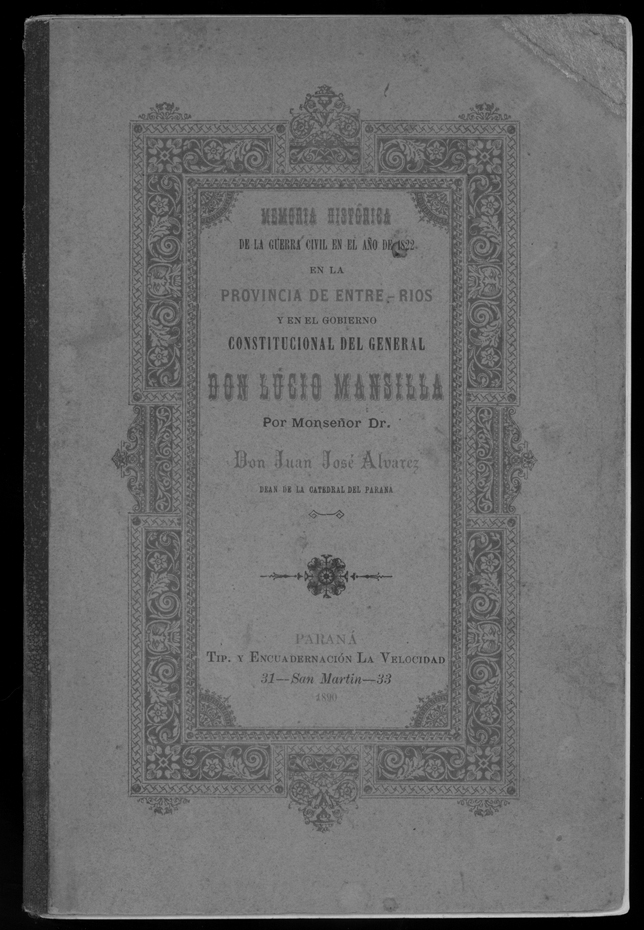 MEMORIA HISTÓRICA
DE LA GUERRA CIVIL EN EL AÑO DE 1822
EN LA
PROVINCIA DE ENTRE-RIOS
Y EN EL GOBIERNO
CONSTITUCIONAL DEL GENERAL
DON LÚCIO MANSILLA
Por Monseñor Dr.
Don Juan José Alvarez
DEAN DE LA CATEDRAL DEL PARANÁ
PARANÁ
TIP. Y ENCUADERNACIÓN LA VELOCIDAD
31—San Martin—33
1890